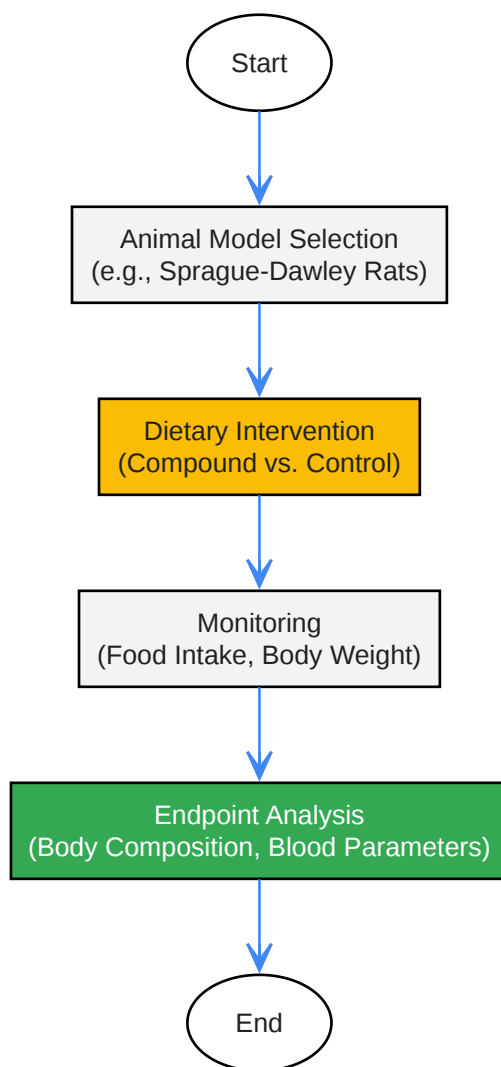 Start
Animal Model Selection
(e.g., Sprague-Dawley Rats)
Dietary Intervention
(Compound vs. Control)
Monitoring
(Food Intake, Body Weight)
Endpoint Analysis
(Body Composition, Blood Parameters)
End